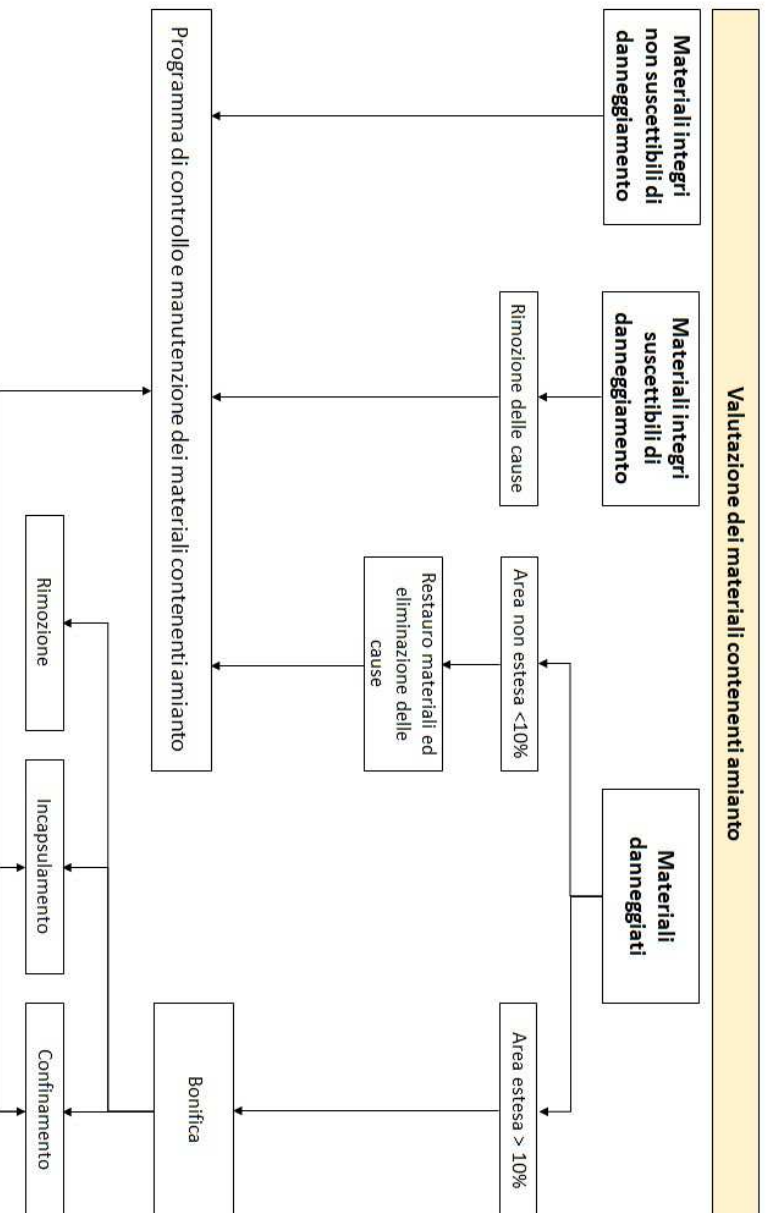 Valutazione dei materiali contenenti amianto
Materiali integri
non suscettibili di
danneggiamento
Materiali integri
suscettibili di
danneggiamento
Materiali
danneggiati
Rimozione delle cause
Area non estesa <10%
Area estesa > 10%
Restauro materiali ed
eliminazione delle
cause
Programma di controllo e manutenzione dei materiali contenenti amianto
Bonifica
Rimozione
Incapsulamento
Confinamento